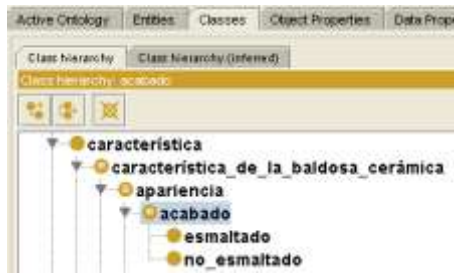 Active Ontology Entities Classes Object Properties Data Prop
Class hierarchy Class hierarchy (inferred)
Class hierarchy: acabado
característica
característica_de_la_baldosa_cerámica
apariencia
acabado
esmaltado
no_esmaltado